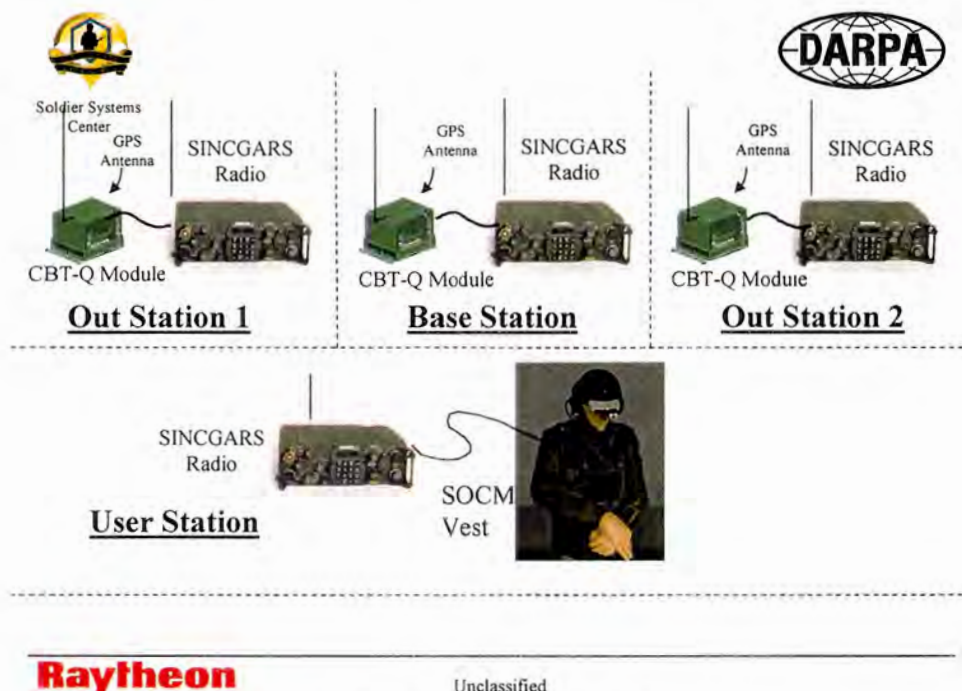 DARPA
Soldier Systems
Center
GPS
Antenna
SINCGARS
Radio
CBT-Q Module
Out Station 1
GPS
Antenna
SINCGARS
Radio
CBT-Q Module
Base Station
GPS
Antenna
SINCGARS
Radio
CBT-Q Module
Out Station 2
SINCGARS
Radio
User Station
SOCM
Vest
Raytheon
Unclassified